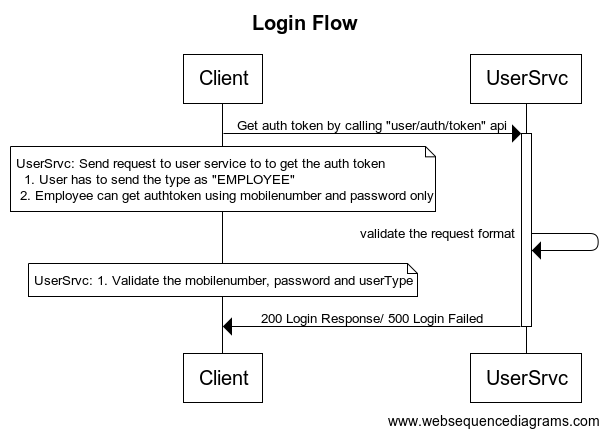 Login Flow
Client
UserSrvc
Get auth token by calling "user/auth/token" api
UserSrvc: Send request to user service to to get the auth token
1. User has to send the type as "EMPLOYEE"
2. Employee can get authtoken using mobilenumber and password only
validate the request format
UserSrvc: 1. Validate the mobilenumber, password and userType
200 Login Response/ 500 Login Failed
Client
UserSrvc
www.websequencediagrams.com